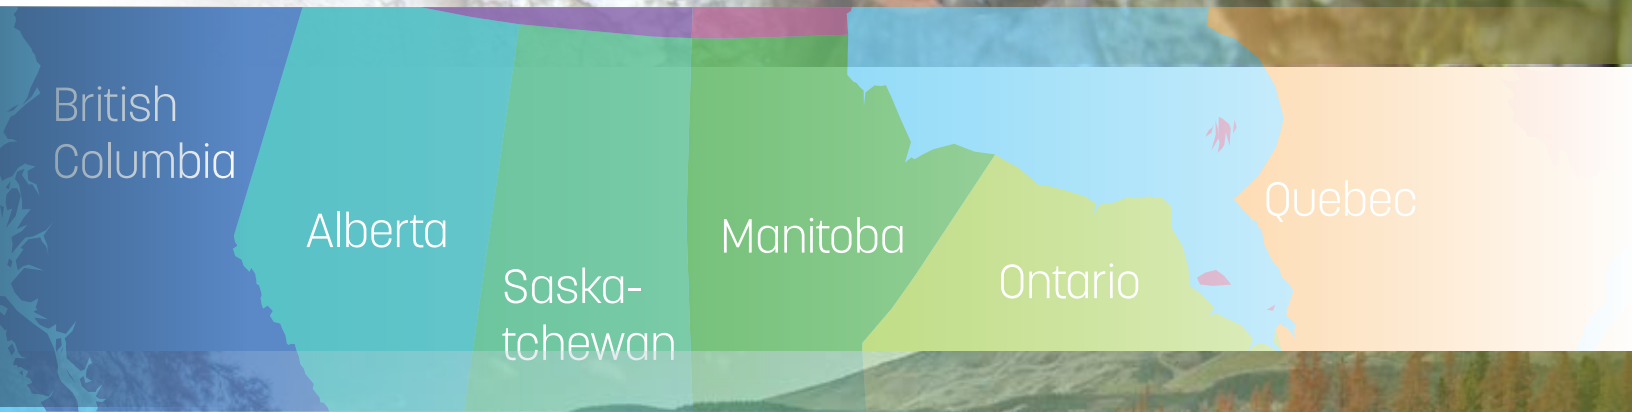 British
Columbia
Alberta
Saska-
tchewan
Manitoba
Ontario
Quebec